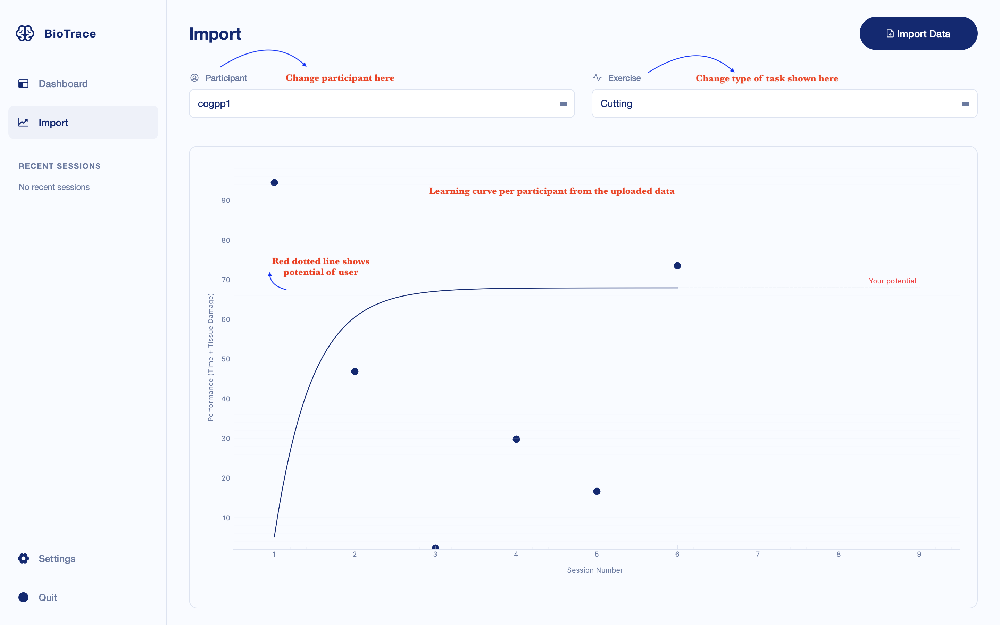 BioTrace
Dashboard
Import
RECENT SESSIONS
No recent sessions
Settings
Quit
Import
Import Data
Participant
Change participant here
cogpp1
Exercise
Change type of task shown here
Cutting
Learning curve per participant from the uploaded data
Red dotted line shows
potential of user
Your potential
Performance (Time + Tissue Damage)
90
80
70
60
50
40
30
20
10
1 2 3 4 5 6 7 8 9
Session Number